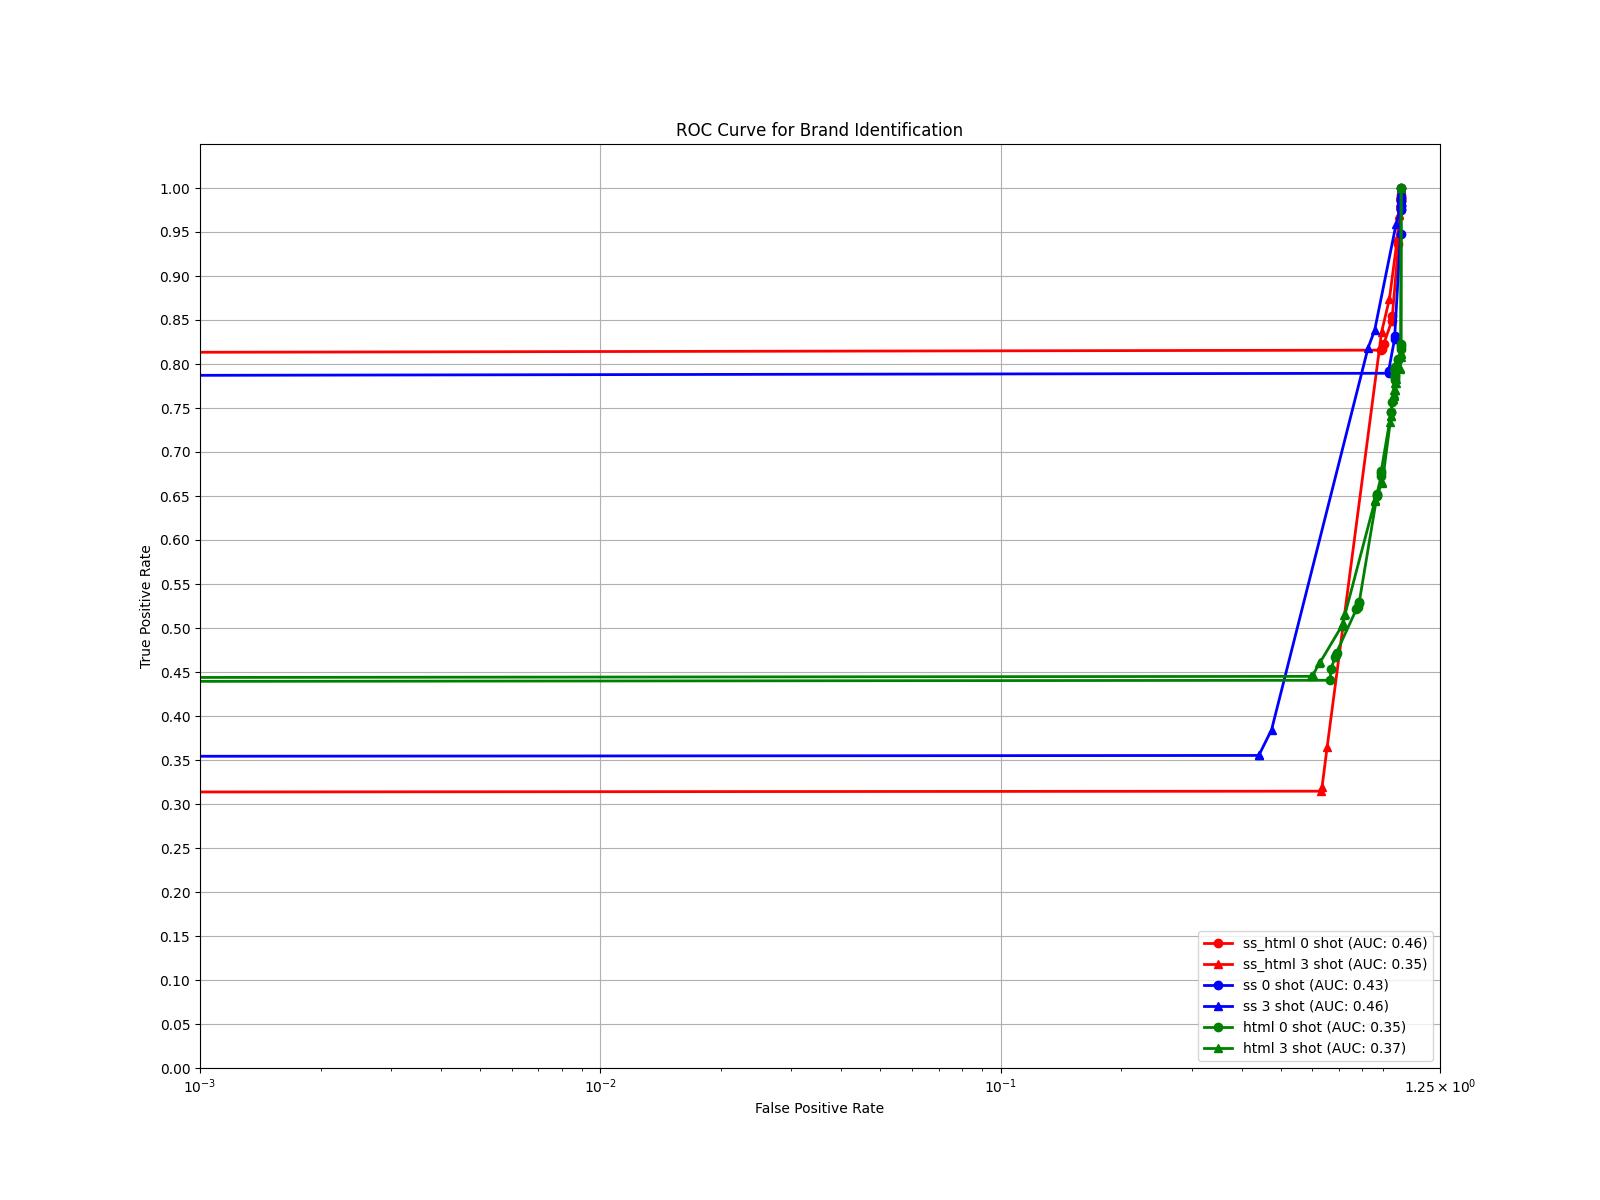 ROC Curve for Brand Identification
True Positive Rate
1.00
0.95
0.90
0.85
0.80
0.75
0.70
0.65
0.60
0.55
0.50
0.45
0.40
0.35
0.30
0.25
0.20
0.15
0.10
0.05
0.00
ss_html 0 shot (AUC: 0.46)
ss_html 3 shot (AUC: 0.35)
ss 0 shot (AUC: 0.43)
ss 3 shot (AUC: 0.46)
html 0 shot (AUC: 0.35)
html 3 shot (AUC: 0.37)
10⁻³ 10⁻² 10⁻¹ 1.25 × 10⁰
False Positive Rate